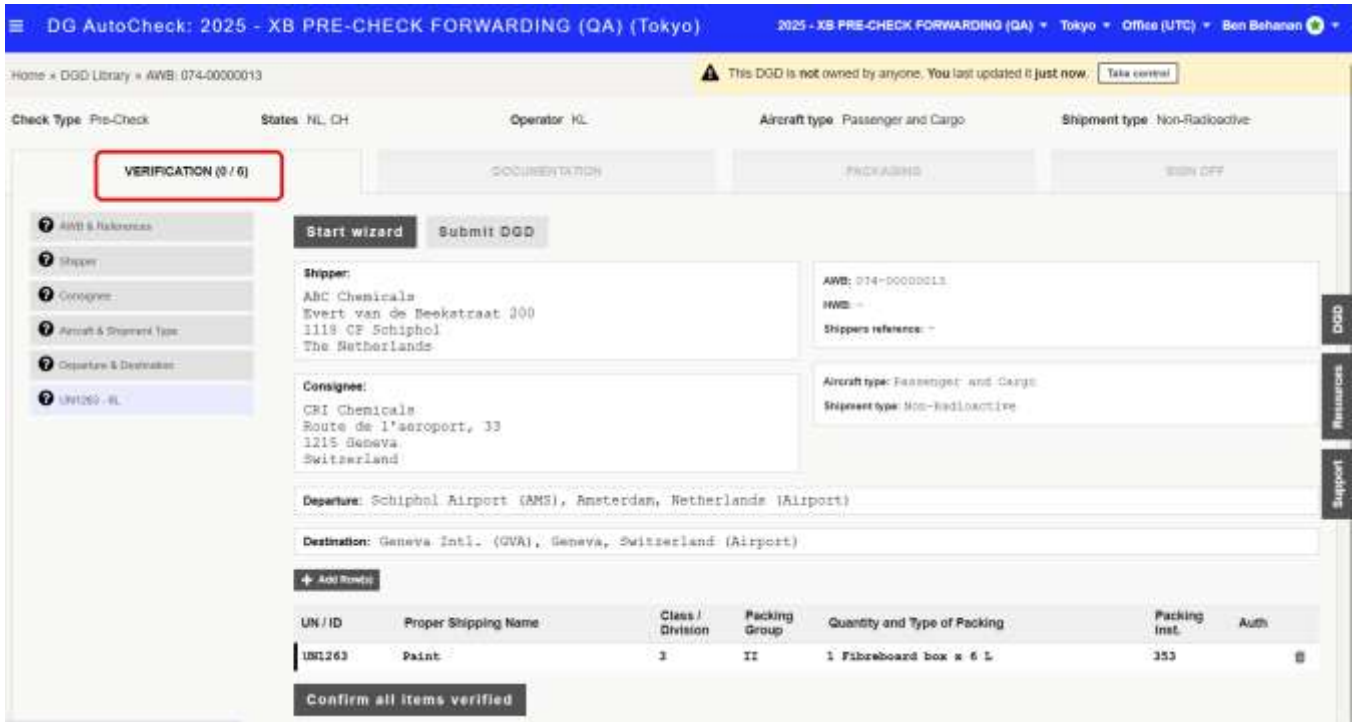 DG AutoCheck: 2025 - XB PRE-CHECK FORWARDING (QA) (Tokyo)
2025 - XB PRE-CHECK FORWARDING (QA) Tokyo Office (UTC) Ben Behanan
Home » DGD Library » AWB: 074-00000013
This DGD is not owned by anyone. You last updated it just now. Take control
Check Type Pre-Check States NL, CH Operator KL Aircraft type Passenger and Cargo Shipment type Non-Radioactive
VERIFICATION (0 / 6) DOCUMENTATION PACKAGING SIGN OFF
AWB & References
Shipper
Consignee
Aircraft & Shipment Type
Departure & Destination
UN1263 - 6L
Start wizard Submit DGD
Shipper:
ABC Chemicals
Evert van de Beekstraat 200
1118 CP Schiphol
The Netherlands
AWB: 074-00000013
HWB: -
Shippers reference: -
Consignee:
CRI Chemicals
Route de l'aeroport, 33
1215 Geneva
Switzerland
Aircraft type: Passenger and Cargo
Shipment type: Non-Radioactive
Departure: Schiphol Airport (AMS), Amsterdam, Netherlands (Airport)
Destination: Geneva Intl. (GVA), Geneva, Switzerland (Airport)
+ Add Row(s)
UN / ID Proper Shipping Name Class / Division Packing Group Quantity and Type of Packing Packing Inst. Auth
UN1263 Paint 3 II 1 Fibreboard box x 6 L 353
Confirm all items verified
DGD
Resources
Support